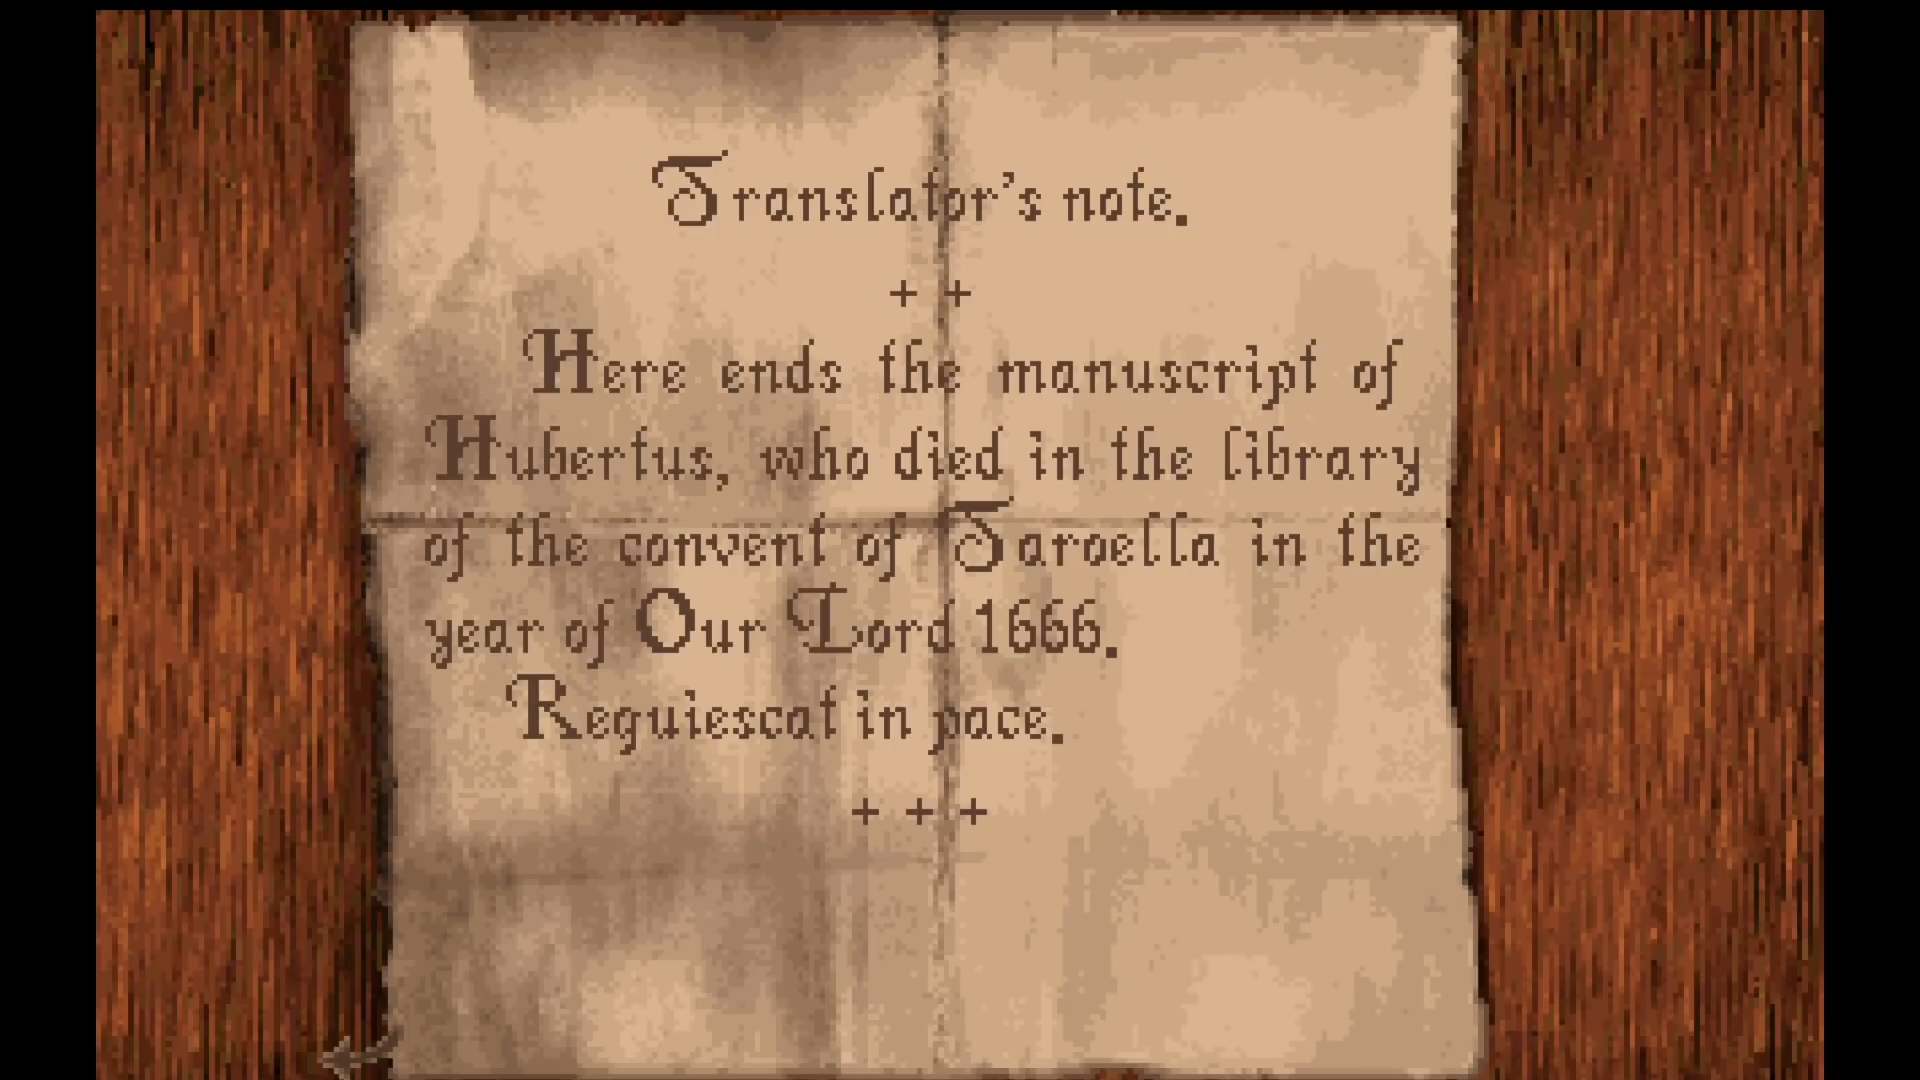 Translator's note.
+ +
Here ends the manuscript of
Hubertus, who died in the library
of the convent of Taroella in the
year of Our Lord 1666.
Requiescat in pace.
+ + +